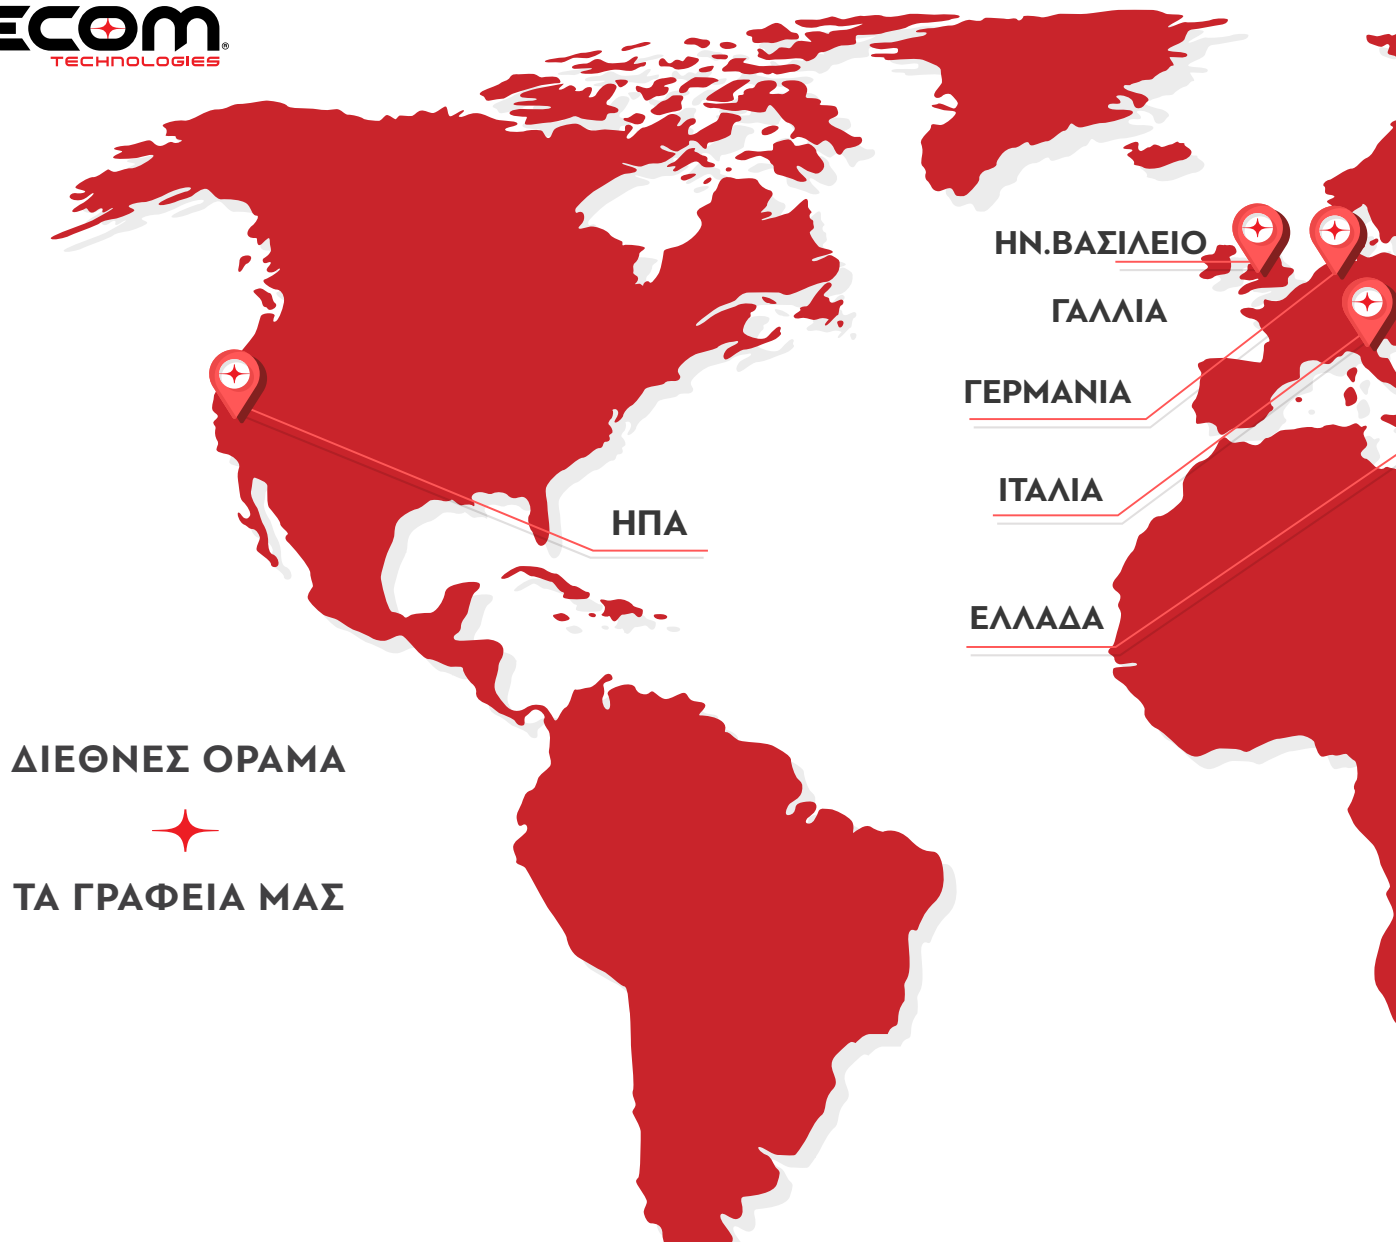 ECOM®
TECHNOLOGIES
ΗΝ.ΒΑΣΙΛΕΙΟ
ΓΑΛΛΙΑ
ΓΕΡΜΑΝΙΑ
ΙΤΑΛΙΑ
ΗΠΑ
ΕΛΛΑΔΑ
ΔΙΕΘΝΕΣ ΟΡΑΜΑ
ΤΑ ΓΡΑΦΕΙΑ ΜΑΣ